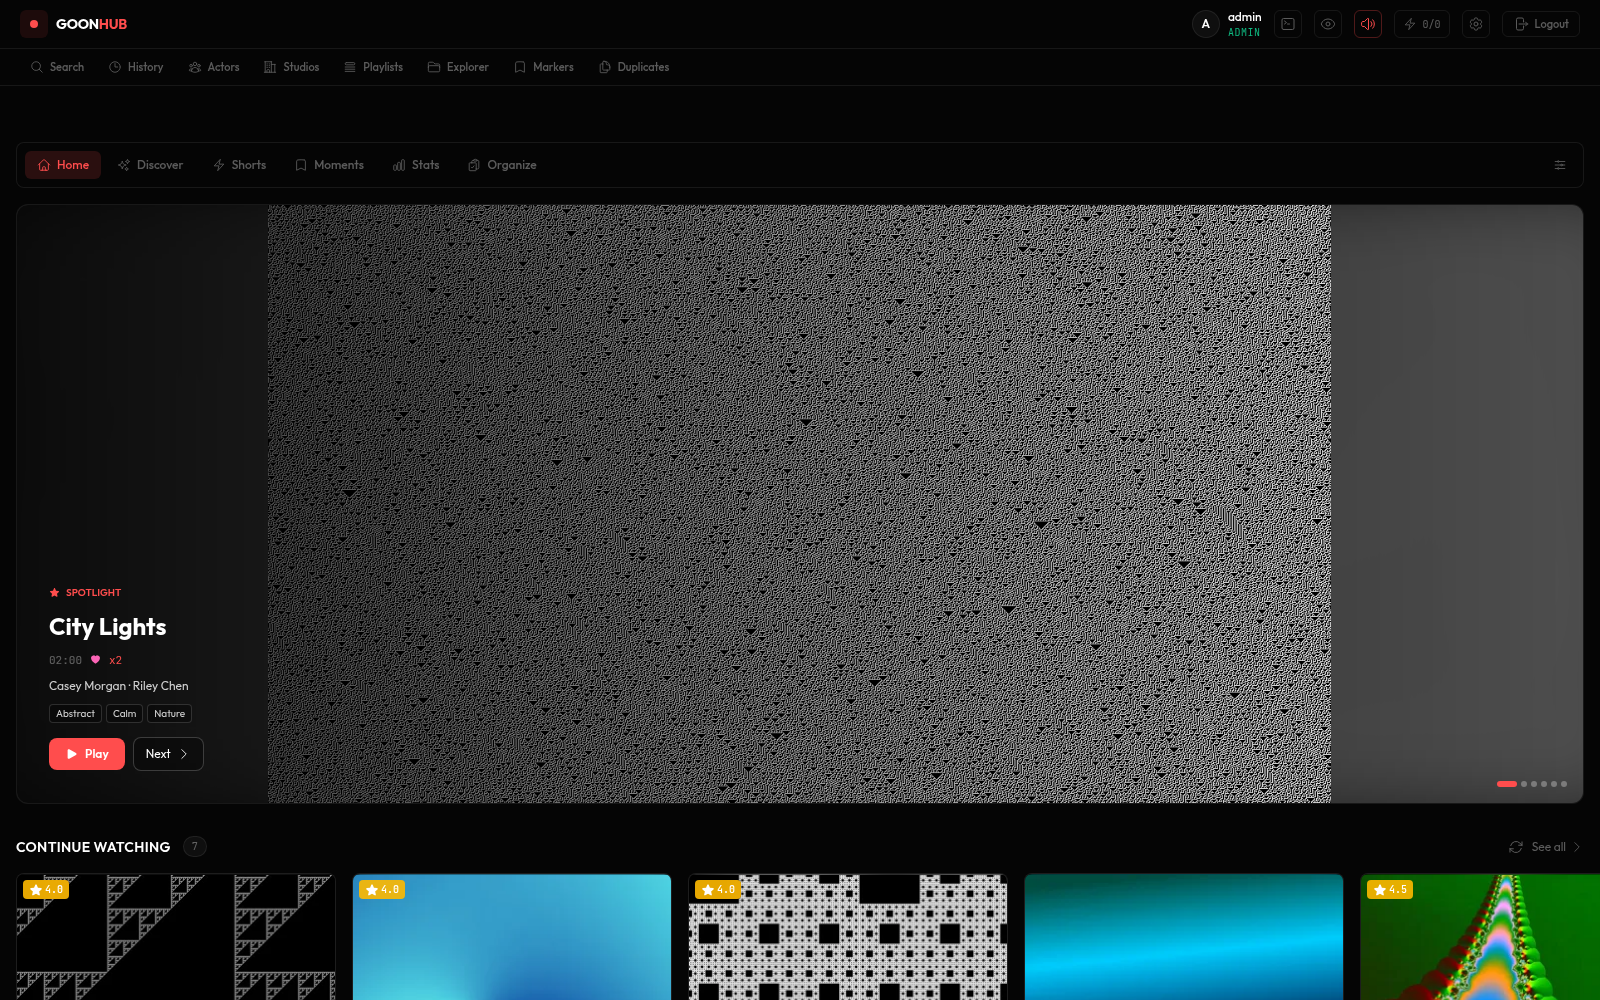 GOONHUB
A
admin
ADMIN
0/0
Logout
Search
History
Actors
Studios
Playlists
Explorer
Markers
Duplicates
Home
Discover
Shorts
Moments
Stats
Organize
SPOTLIGHT
City Lights
02:00 x2
Casey Morgan · Riley Chen
Abstract Calm Nature
Play Next
CONTINUE WATCHING 7
See all
4.0
4.0
4.0
4.5